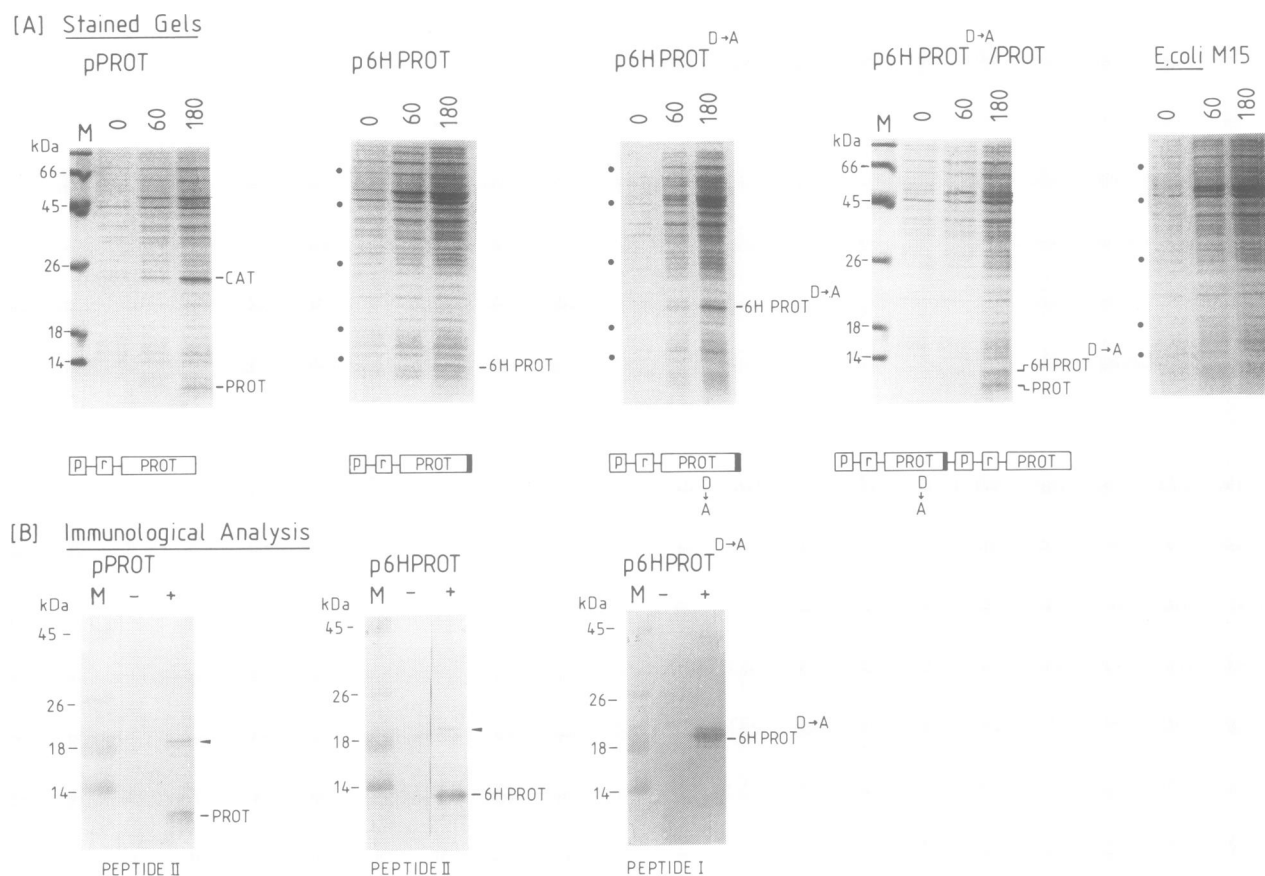 [A] Stained Gels
pPROT
M 0 60 180
kDa
66
45
26
18
14
CAT
PROT
p6H PROT
0 60 180
6H PROT
p6H PROT D→A
0 60 180
6H PROT D→A
p6H PROT D→A /PROT
M 0 60 180
kDa
66
45
26
18
14
6H PROT D→A
PROT
E.coli M15
0 60 180
p r PROT
p r PROT
p r PROT
D
↓
A
p r PROT p r PROT
D
↓
A
[B] Immunological Analysis
pPROT
M - +
kDa
45
26
18
14
PROT
PEPTIDE II
p6HPROT
M - +
kDa
45
26
18
14
6H PROT
PEPTIDE II
p6HPROT D→A
M - +
kDa
45
26
18
14
6H PROT D→A
PEPTIDE I